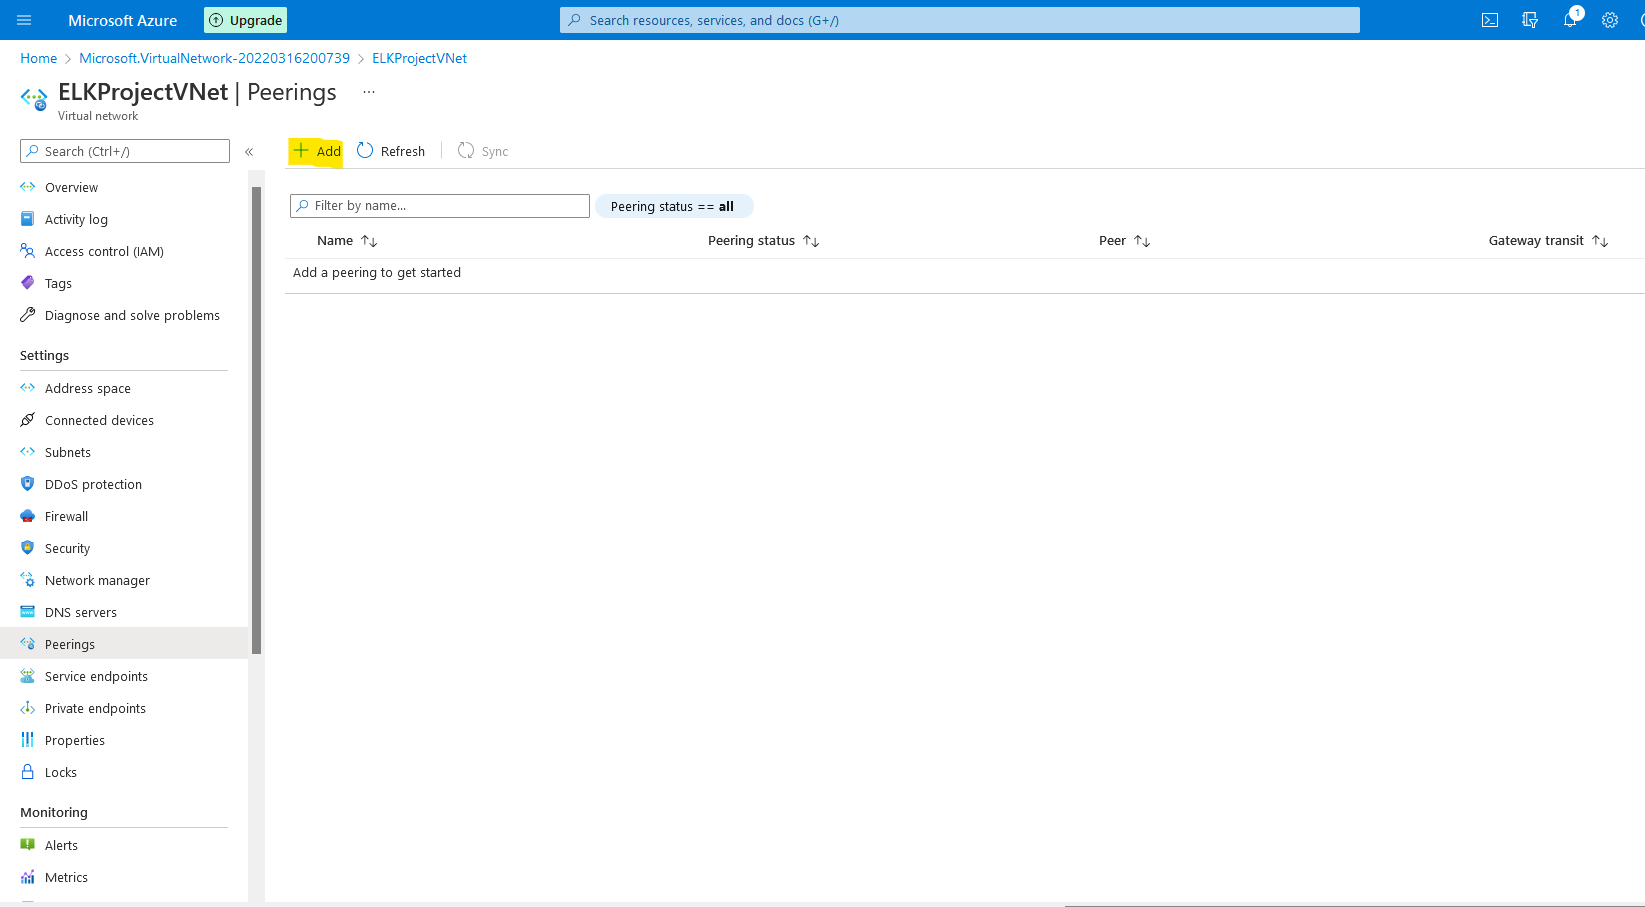 Microsoft Azure
Upgrade
Search resources, services, and docs (G+/)
1
Home > Microsoft.VirtualNetwork-20220316200739 > ELKProjectVNet
ELKProjectVNet | Peerings ...
Virtual network
Search (Ctrl+/)
«
Add
Refresh
Sync
Overview
Activity log
Access control (IAM)
Tags
Diagnose and solve problems
Settings
Address space
Connected devices
Subnets
DDoS protection
Firewall
Security
Network manager
DNS servers
Peerings
Service endpoints
Private endpoints
Properties
Locks
Monitoring
Alerts
Metrics
Filter by name...
Peering status == all
Name ↑↓ Peering status ↑↓ Peer ↑↓ Gateway transit ↑↓
Add a peering to get started